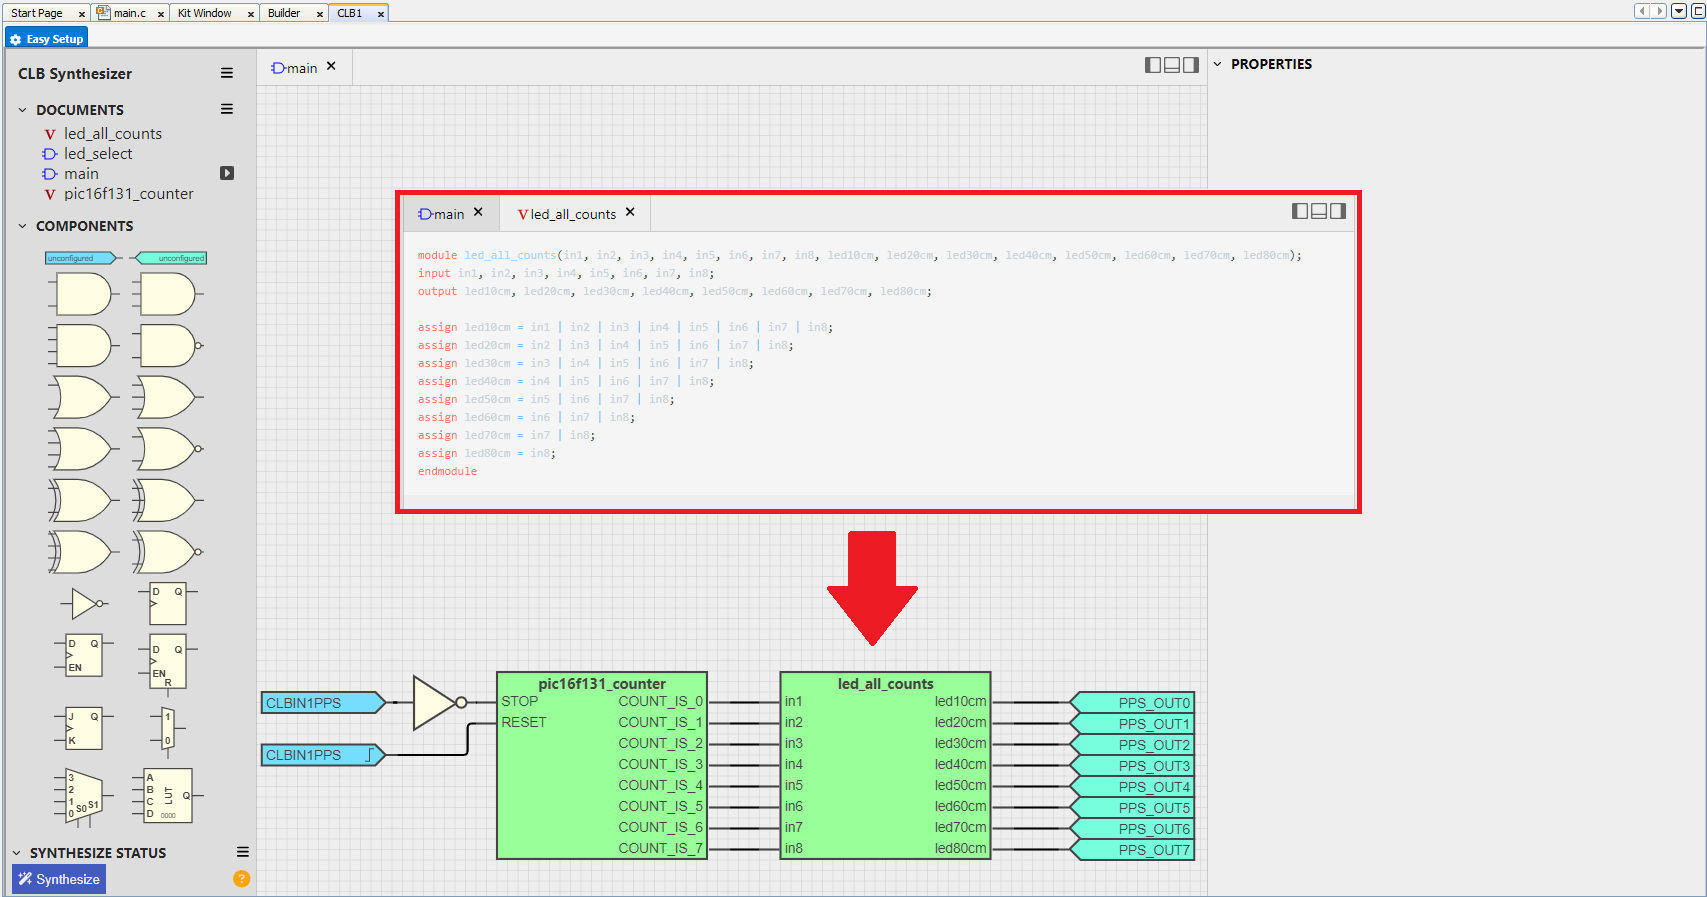 Start Page x main.c x Kit Window x Builder x CLB1 x
Easy Setup
CLB Synthesizer
DOCUMENTS
V led_all_counts
led_select
main
V pic16f131_counter
COMPONENTS
unconfigured unconfigured
D Q
D Q
EN
D Q
EN
R
J Q
K
1
0
3
2
1
0 S0 S1
A
B
C
D
LUT
Q
0000
SYNTHESIZE STATUS
Synthesize ?
main ×
PROPERTIES
main × V led_all_counts ×
module led_all_counts(in1, in2, in3, in4, in5, in6, in7, in8, led10cm, led20cm, led30cm, led40cm, led50cm, led60cm, led70cm, led80cm);
input in1, in2, in3, in4, in5, in6, in7, in8;
output led10cm, led20cm, led30cm, led40cm, led50cm, led60cm, led70cm, led80cm;
assign led10cm = in1 | in2 | in3 | in4 | in5 | in6 | in7 | in8;
assign led20cm = in2 | in3 | in4 | in5 | in6 | in7 | in8;
assign led30cm = in3 | in4 | in5 | in6 | in7 | in8;
assign led40cm = in4 | in5 | in6 | in7 | in8;
assign led50cm = in5 | in6 | in7 | in8;
assign led60cm = in6 | in7 | in8;
assign led70cm = in7 | in8;
assign led80cm = in8;
endmodule
CLBIN1PPS
CLBIN1PPS
pic16f131_counter
STOP COUNT_IS_0
RESET COUNT_IS_1
COUNT_IS_2
COUNT_IS_3
COUNT_IS_4
COUNT_IS_5
COUNT_IS_6
COUNT_IS_7
led_all_counts
in1 led10cm
in2 led20cm
in3 led30cm
in4 led40cm
in5 led50cm
in6 led60cm
in7 led70cm
in8 led80cm
PPS_OUT0
PPS_OUT1
PPS_OUT2
PPS_OUT3
PPS_OUT4
PPS_OUT5
PPS_OUT6
PPS_OUT7